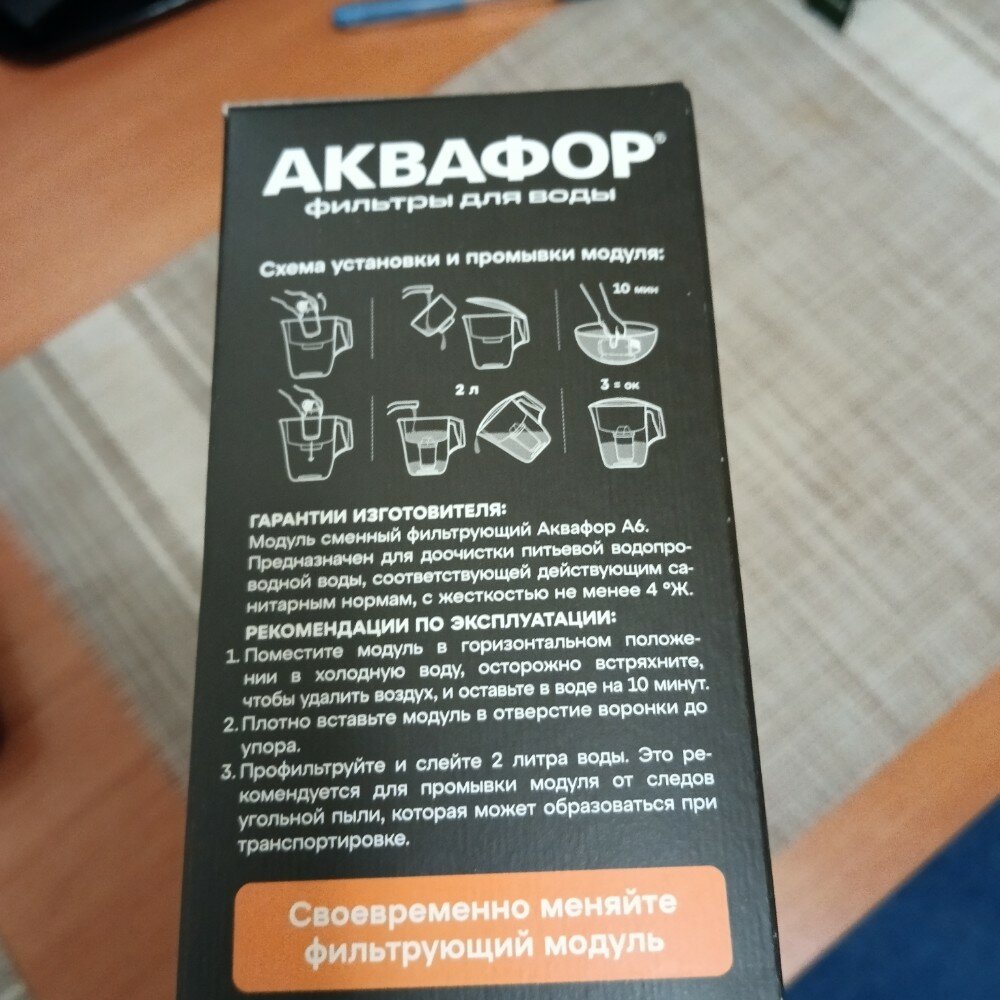 АКВАФОР®
фильтры для воды
Схема установки и промывки модуля:
10 мин
2 л
3 = ок
ГАРАНТИИ ИЗГОТОВИТЕЛЯ:
Модуль сменный фильтрующий Аквафор А6.
Предназначен для доочистки питьевой водопро-
водной воды, соответствующей действующим са-
нитарным нормам, с жесткостью не менее 4 °Ж.
РЕКОМЕНДАЦИИ ПО ЭКСПЛУАТАЦИИ:
1. Поместите модуль в горизонтальном положе-
нии в холодную воду, осторожно встряхните,
чтобы удалить воздух, и оставьте в воде на 10 минут.
2. Плотно вставьте модуль в отверстие воронки до
упора.
3. Профильтруйте и слейте 2 литра воды. Это ре-
комендуется для промывки модуля от следов
угольной пыли, которая может образоваться при
транспортировке.
Своевременно меняйте
фильтрующий модуль